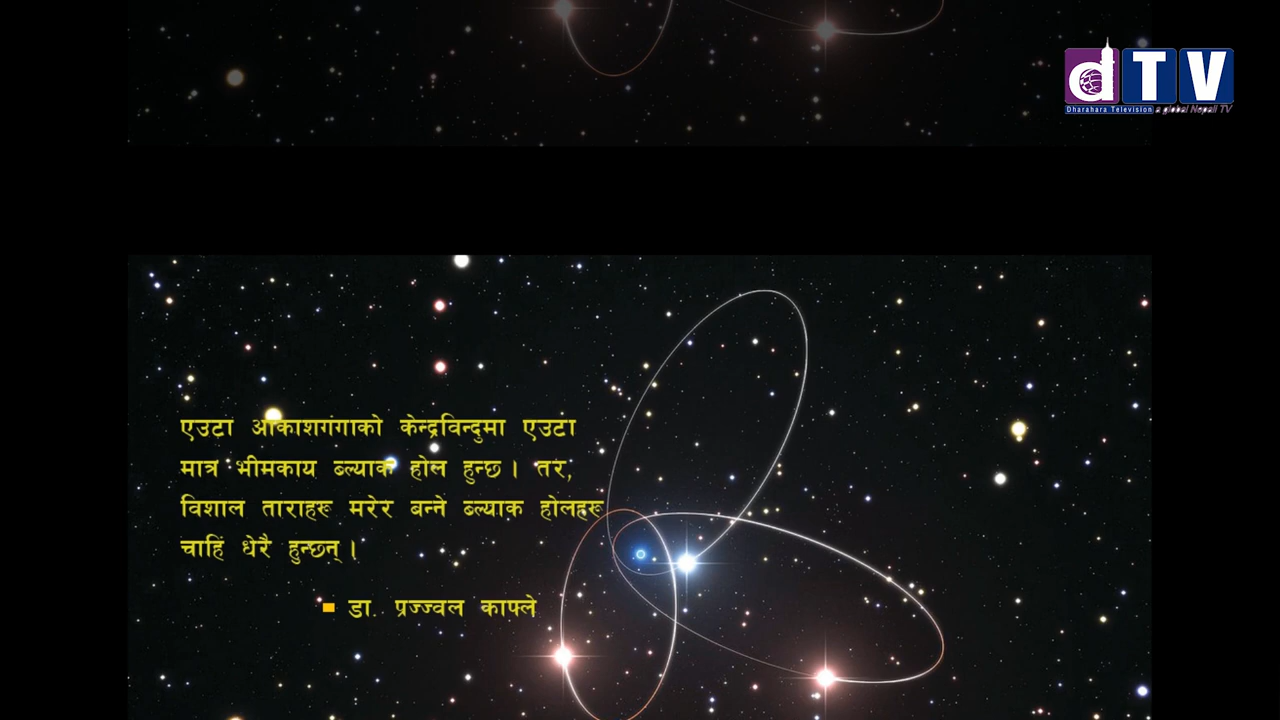 dTV
Dharahara Television a global Nepali TV
एउटा आकाशगंगाको केन्द्रविन्दुमा एउटा
मात्र भीमकाय ब्ल्याक होल हुन्छ। तर,
विशाल ताराहरू मरेर बन्ने ब्ल्याक होलहरू
चाहिं धेरै हुन्छन्।
डा. प्रज्ज्वल काफ्ले